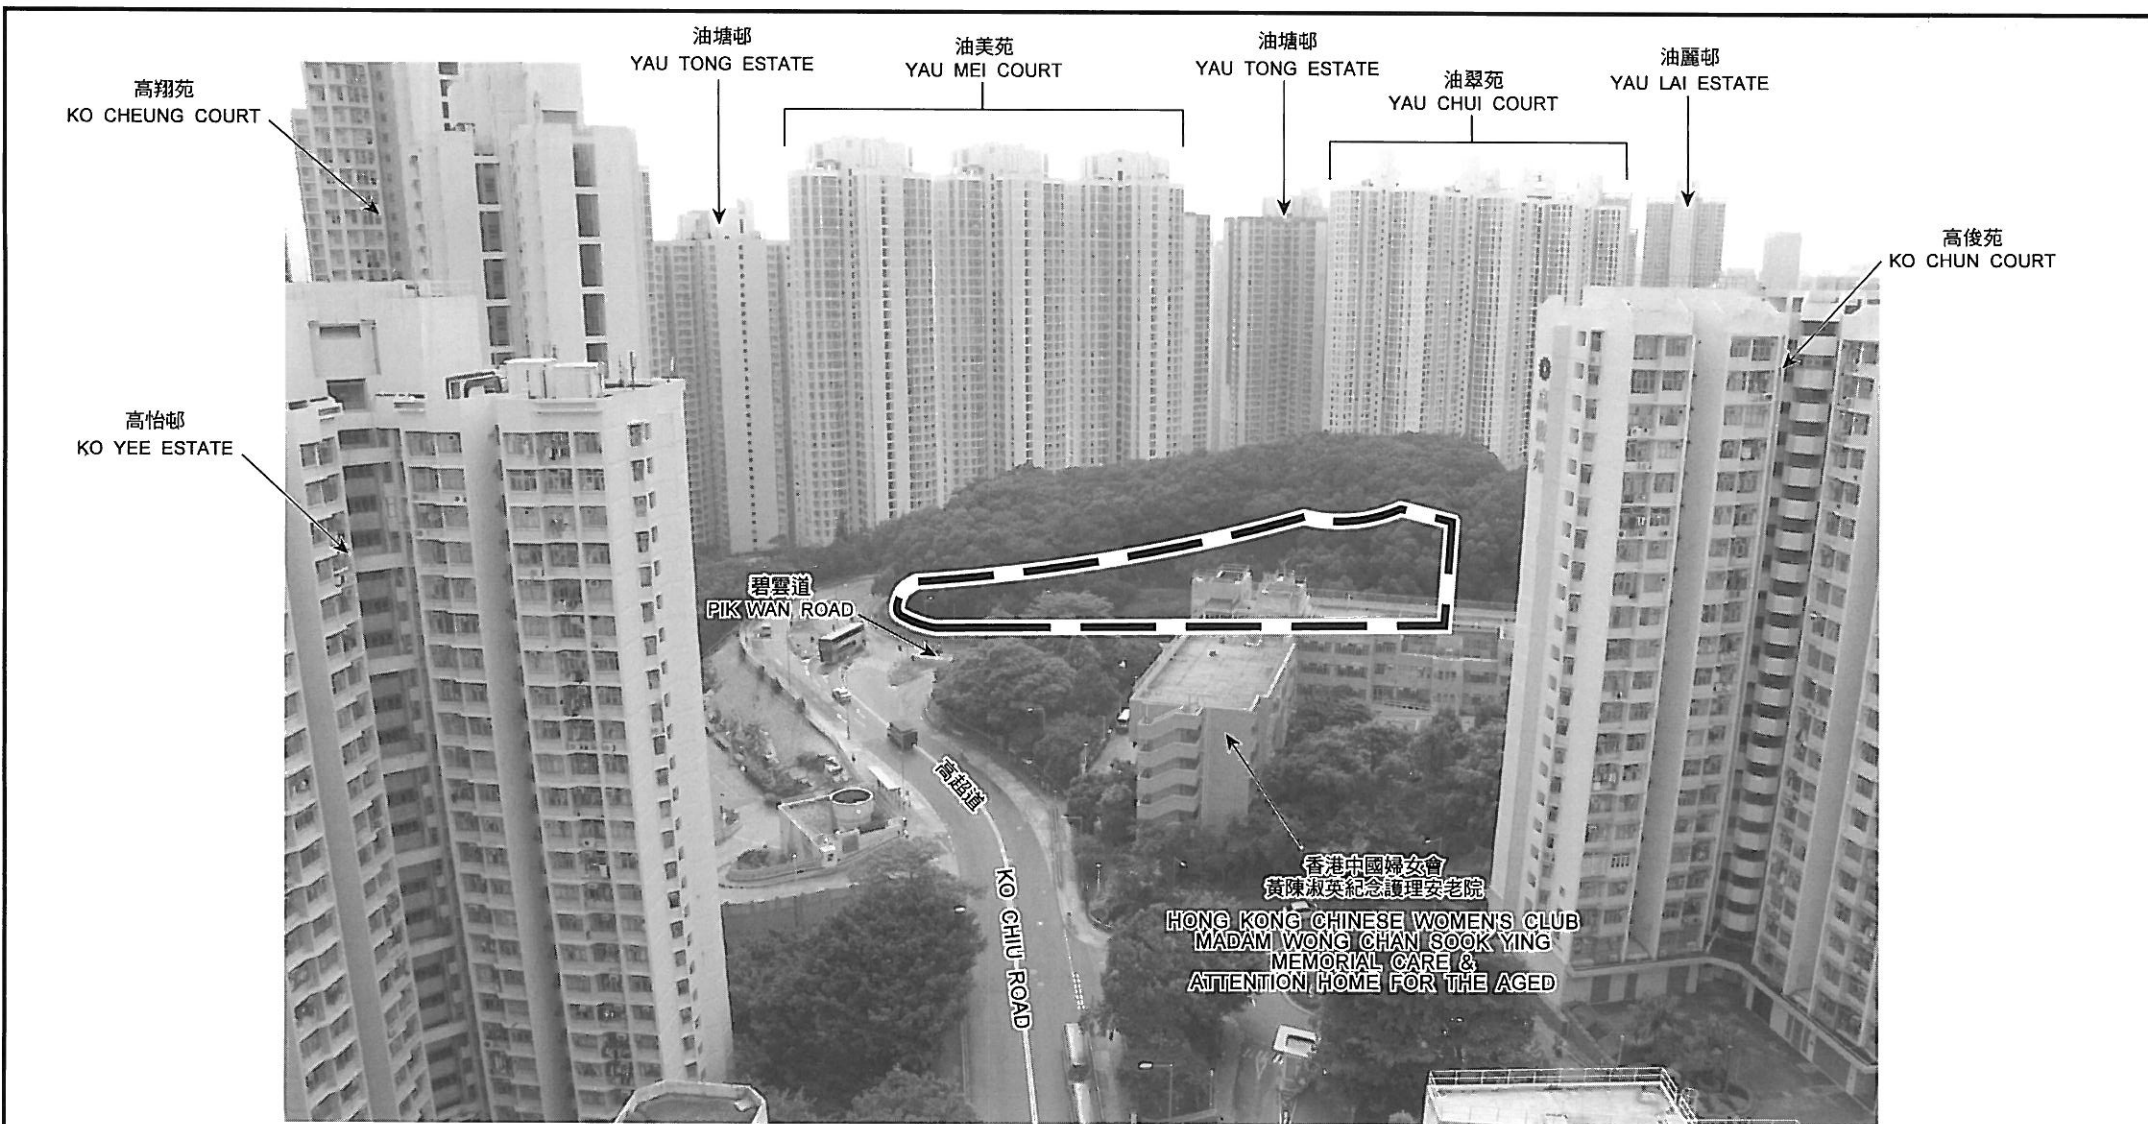 油塘邨
YAU TONG ESTATE
油美苑
YAU MEI COURT
油塘邨
YAU TONG ESTATE
油翠苑
YAU CHUI COURT
油麗邨
YAU LAI ESTATE
高翔苑
KO CHEUNG COURT
高俊苑
KO CHUN COURT
高怡邨
KO YEE ESTATE
碧雲道
PIK WAN ROAD
高超道
KO CHIU ROAD
香港中國婦女會
黃陳淑英紀念護理安老院
HONG KONG CHINESE WOMEN'S CLUB
MADAM WONG CHAN SOOK YING
MEMORIAL CARE &
ATTENTION HOME FOR THE AGED